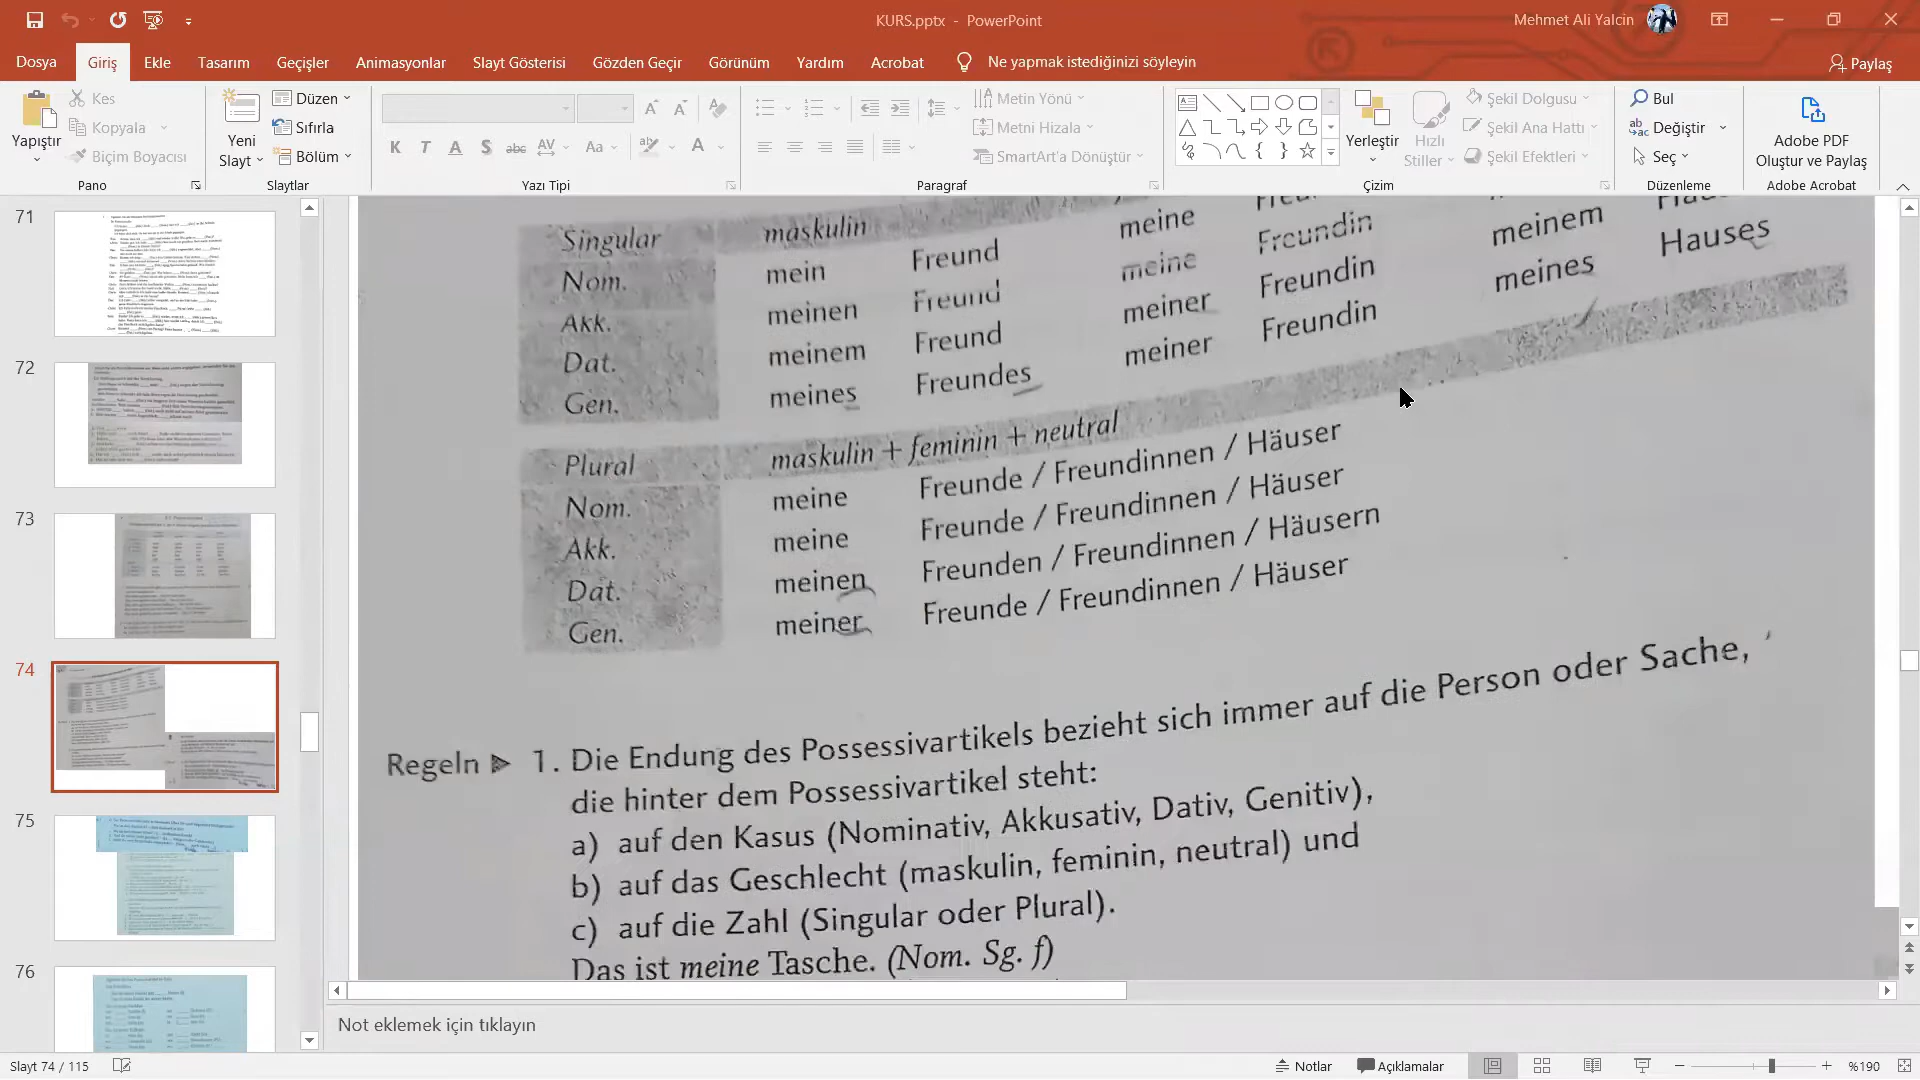 KURS.pptx - PowerPoint
Mehmet Ali Yalcin
Dosya Giriş Ekle Tasarım Geçişler Animasyonlar Slayt Gösterisi Gözden Geçir Görünüm Yardım Acrobat Ne yapmak istediğinizi söyleyin Paylaş
Yapıştır
Kes
Kopyala
Biçim Boyacısı
Pano
Yeni
Slayt
Düzen
Sıfırla
Bölüm
Slaytlar
K T A S abc AV Aa A
Yazı Tipi
Metin Yönü
Metni Hizala
SmartArt'a Dönüştür
Paragraf
Yerleştir
Hızlı
Stiller
Şekil Dolgusu
Şekil Ana Hattı
Şekil Efektleri
Çizim
Bul
Değiştir
Seç
Düzenleme
Adobe PDF
Oluştur ve Paylaş
Adobe Acrobat
71
72
73
74
75
76
Singular maskulin
Nom. mein Freund meine Freundin meinem
Akk. meinen Freund meine Freundin meines Hauses
Dat. meinem Freund meiner Freundin
Gen. meines Freundes meiner
Plural maskulin + feminin + neutral
Nom. meine Freunde / Freundinnen / Häuser
Akk. meine Freunde / Freundinnen / Häuser
Dat. meinen Freunden / Freundinnen / Häusern
Gen. meiner Freunde / Freundinnen / Häuser
Regeln 1. Die Endung des Possessivartikels bezieht sich immer auf die Person oder Sache,
die hinter dem Possessivartikel steht:
a) auf den Kasus (Nominativ, Akkusativ, Dativ, Genitiv),
b) auf das Geschlecht (maskulin, feminin, neutral) und
c) auf die Zahl (Singular oder Plural).
Das ist meine Tasche. (Nom. Sg. f)
Not eklemek için tıklayın
Slayt 74 / 115
Notlar
Açıklamalar
%190